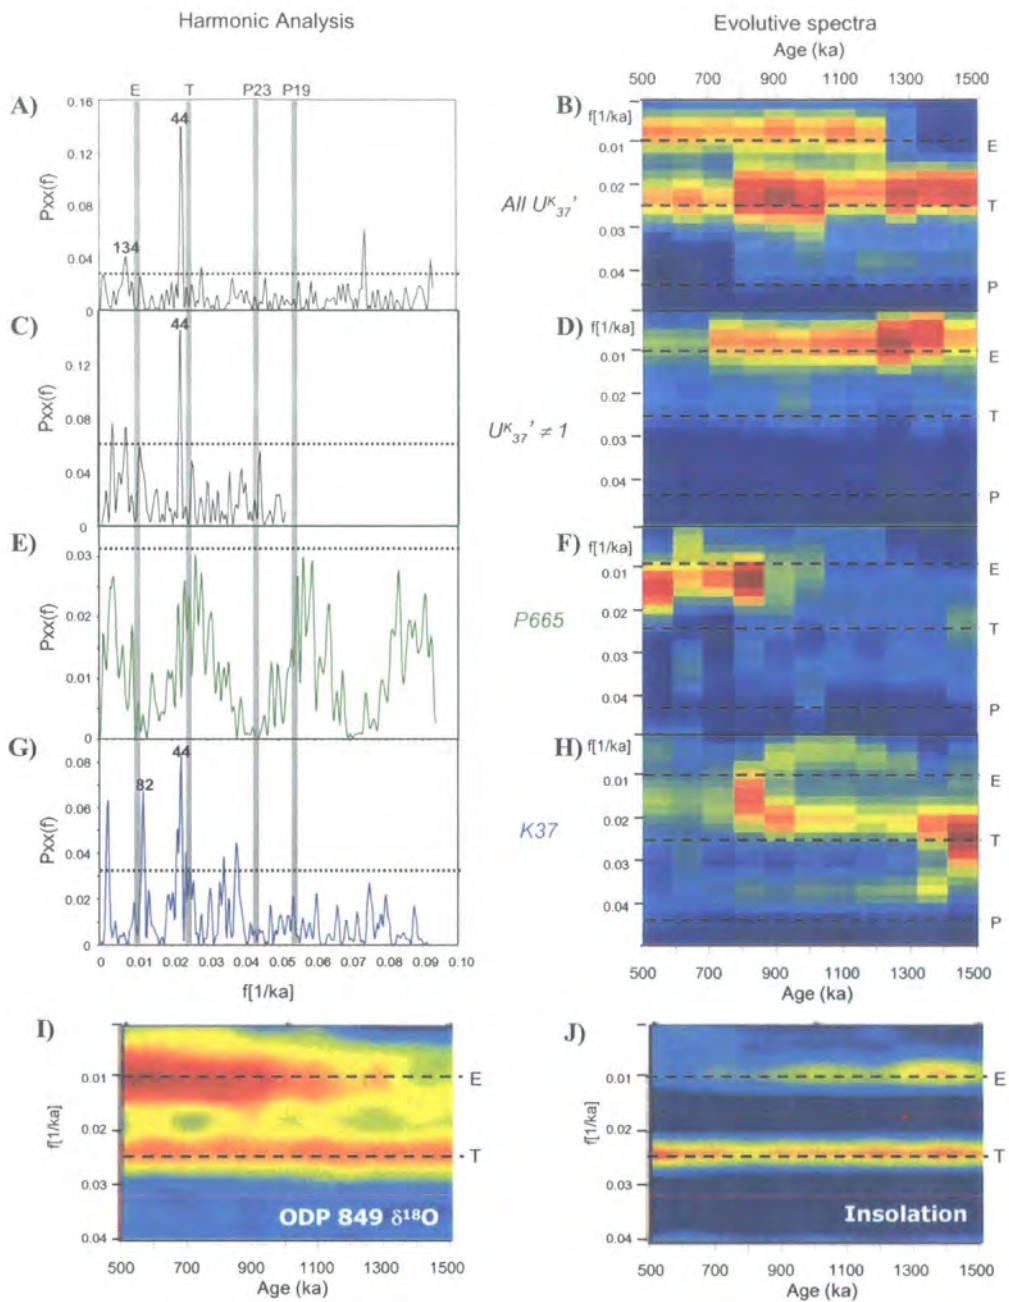 Harmonic Analysis
Evolutive spectra
Age (ka)
500 700 900 1100 1300 1500
E T P23 P19
A)
0.16
0.12
0.08
0.04
0
Pxx(f)
44
134
B)
f[1/ka]
0.01
0.02
0.03
0.04
E
T
P
All U^K_37'
C)
0.12
0.08
0.04
0
Pxx(f)
44
D)
f[1/ka]
0.01
0.02
0.03
0.04
E
T
P
U^K_37' ≠ 1
E)
0.03
0.02
0.01
0
Pxx(f)
F)
0.01
0.02
0.03
0.04
E
T
P
P665
G)
0.08
0.06
0.04
0.02
0
Pxx(f)
82
44
0 0.01 0.02 0.03 0.04 0.05 0.06 0.07 0.08 0.09 0.10
f[1/ka]
H)
f[1/ka]
0.01
0.02
0.03
0.04
E
T
P
K37
500 700 900 1100 1300 1500
Age (ka)
I)
f[1/ka]
0.01
0.02
0.03
0.04
E
T
ODP 849 δ¹⁸O
500 700 900 1100 1300 1500
Age (ka)
J)
f[1/ka]
0.01
0.02
0.03
0.04
E
T
Insolation
500 700 900 1100 1300 1500
Age (ka)